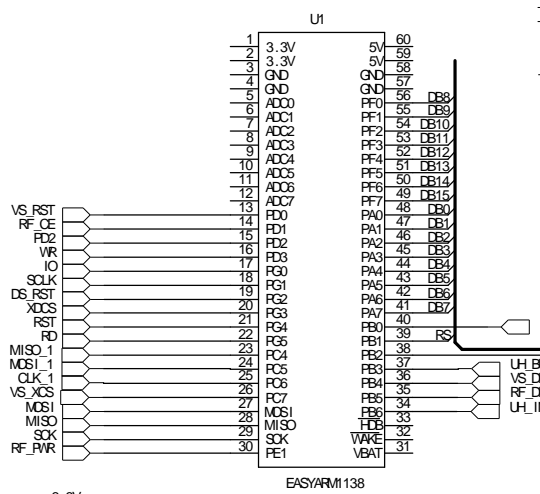 U1
1 3.3V 5V 60
2 3.3V 5V 59
3 GND GND 58
4 GND GND 57
5 ADC0 PF0 56 DB8
6 ADC1 PF1 55 DB9
7 ADC2 PF2 54 DB10
8 ADC3 PF3 53 DB11
9 ADC4 PF4 52 DB12
10 ADC5 PF5 51 DB13
11 ADC6 PF6 50 DB14
12 ADC7 PF7 49 DB15
VS_RST 13 PD0 PA0 48 DB0
RF_CE 14 PD1 PA1 47 DB1
PD2 15 PD2 PA2 46 DB2
WR 16 PD3 PA3 45 DB3
IO 17 PG0 PA4 44 DB4
SCLK 18 PG1 PA5 43 DB5
DS_RST 19 PG2 PA6 42 DB6
XDCS 20 PG3 PA7 41 DB7
RST 21 PG4 PB0 40
RD 22 PG5 PB1 39 RS
MISO_1 23 PC4 PB2 38
MOSI_1 24 PC5 PB3 37
CLK_1 25 PC6 PB4 36
VS_XCS 26 PC7 PB5 35
MOSI 27 MOSI PB6 34
MISO 28 MISO HDB 33
SCK 29 SCK WAKE 32
RF_PWR 30 PE1 VBAT 31
EASYARM1138